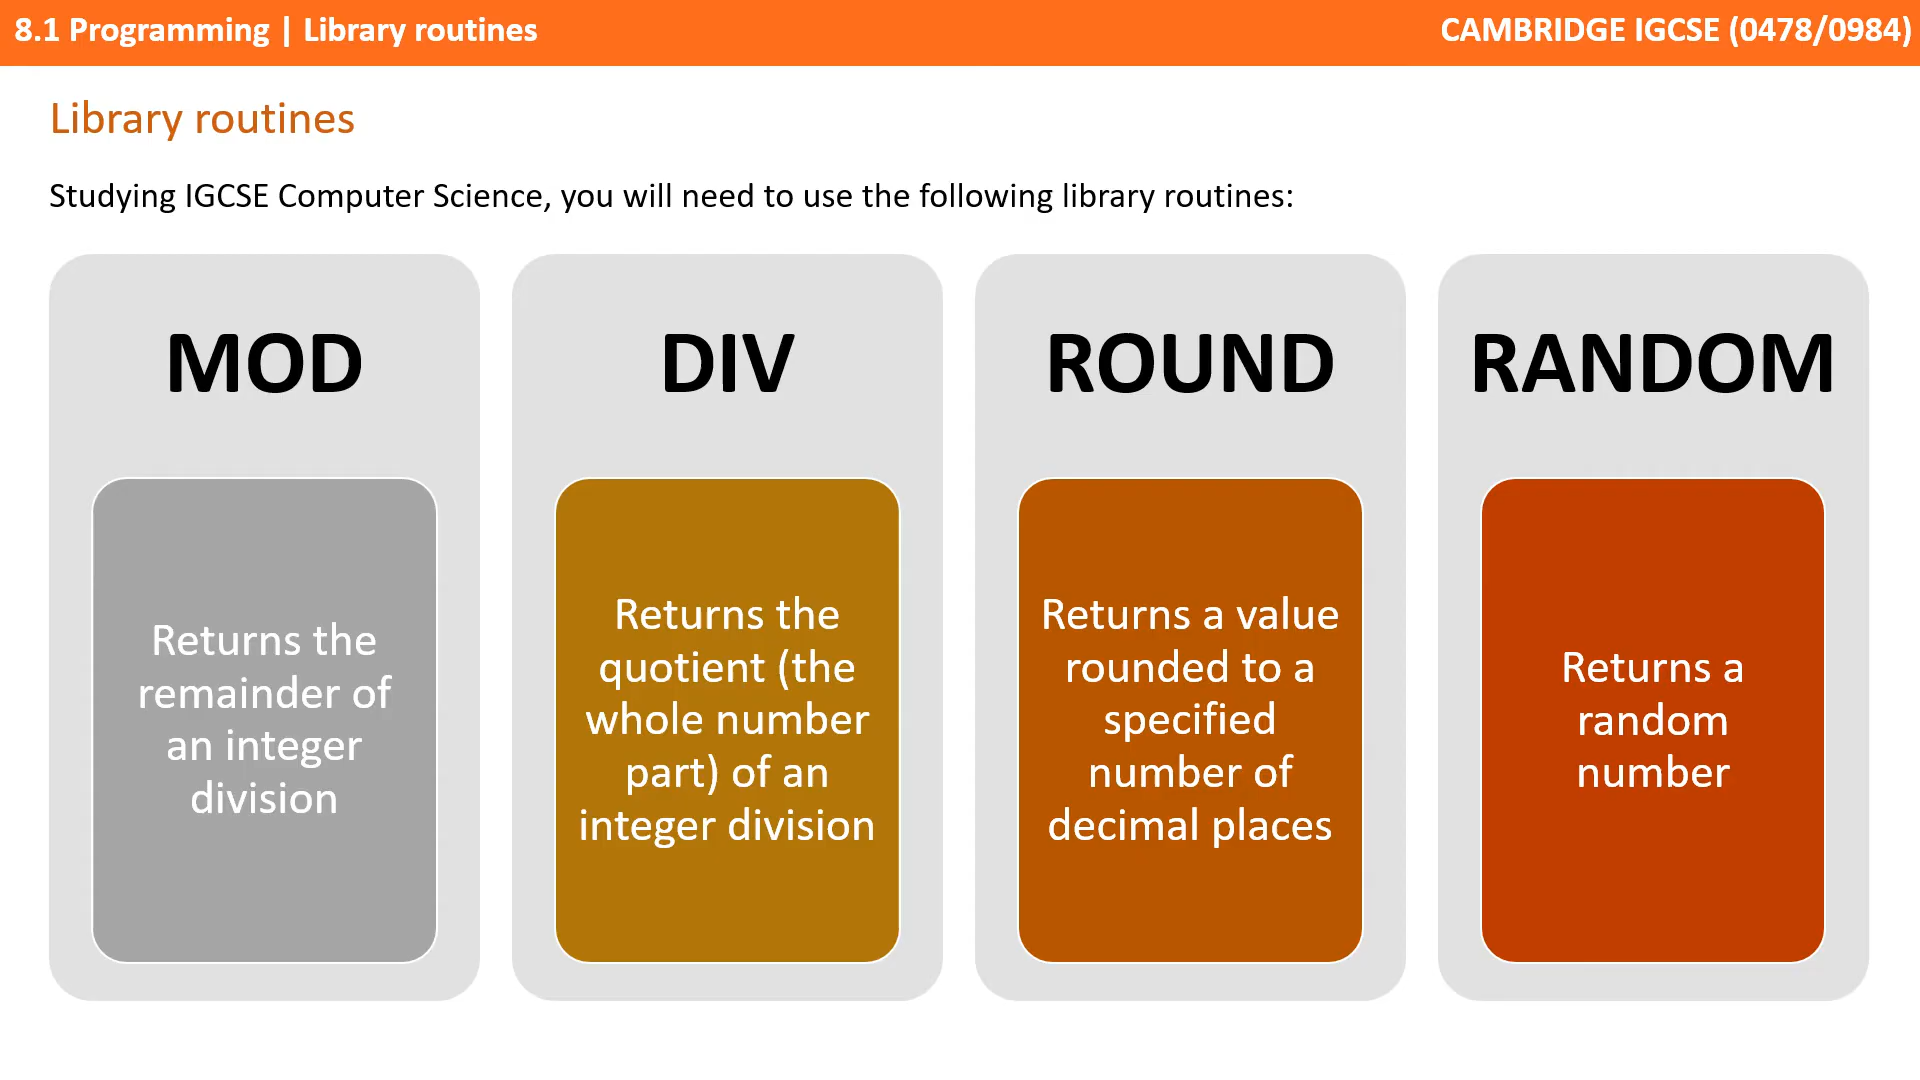 8.1 Programming | Library routines
CAMBRIDGE IGCSE (0478/0984)
Library routines
Studying IGCSE Computer Science, you will need to use the following library routines:
MOD
Returns the
remainder of
an integer
division
DIV
Returns the
quotient (the
whole number
part) of an
integer division
ROUND
Returns a value
rounded to a
specified
number of
decimal places
RANDOM
Returns a
random
number